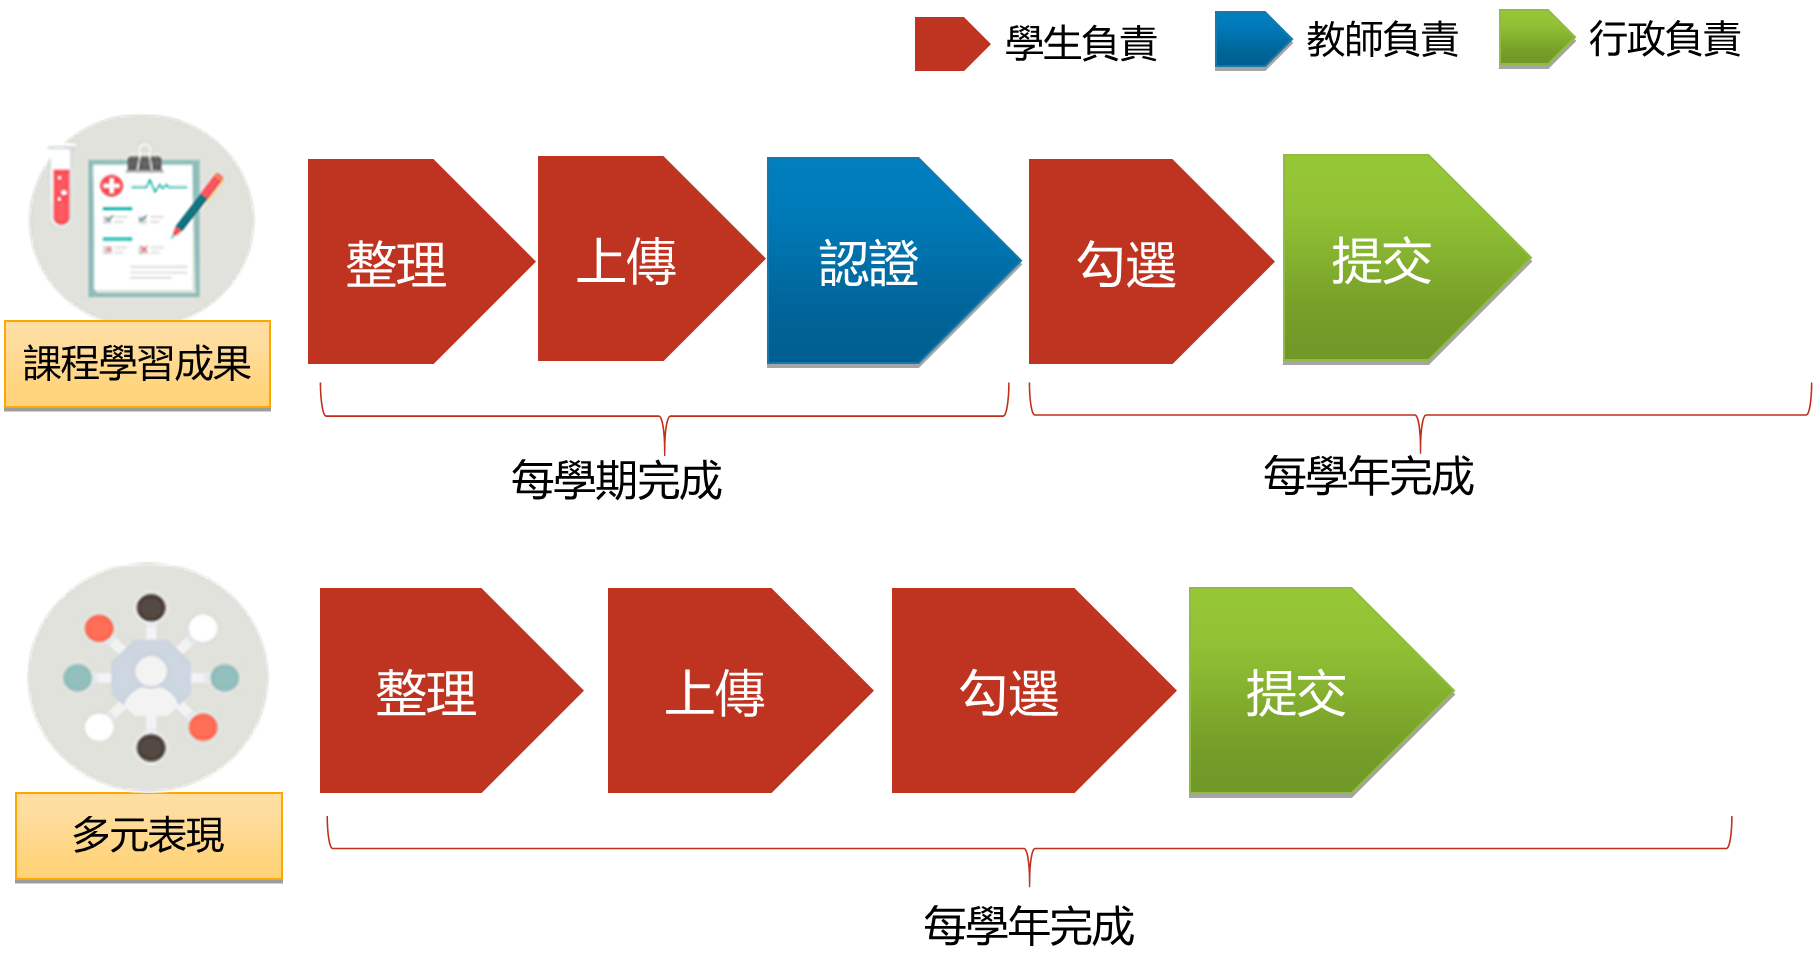 學生負責
教師負責
行政負責
整理
上傳
認證
勾選
提交
課程學習成果
每學期完成
每學年完成
整理
上傳
勾選
提交
多元表現
每學年完成